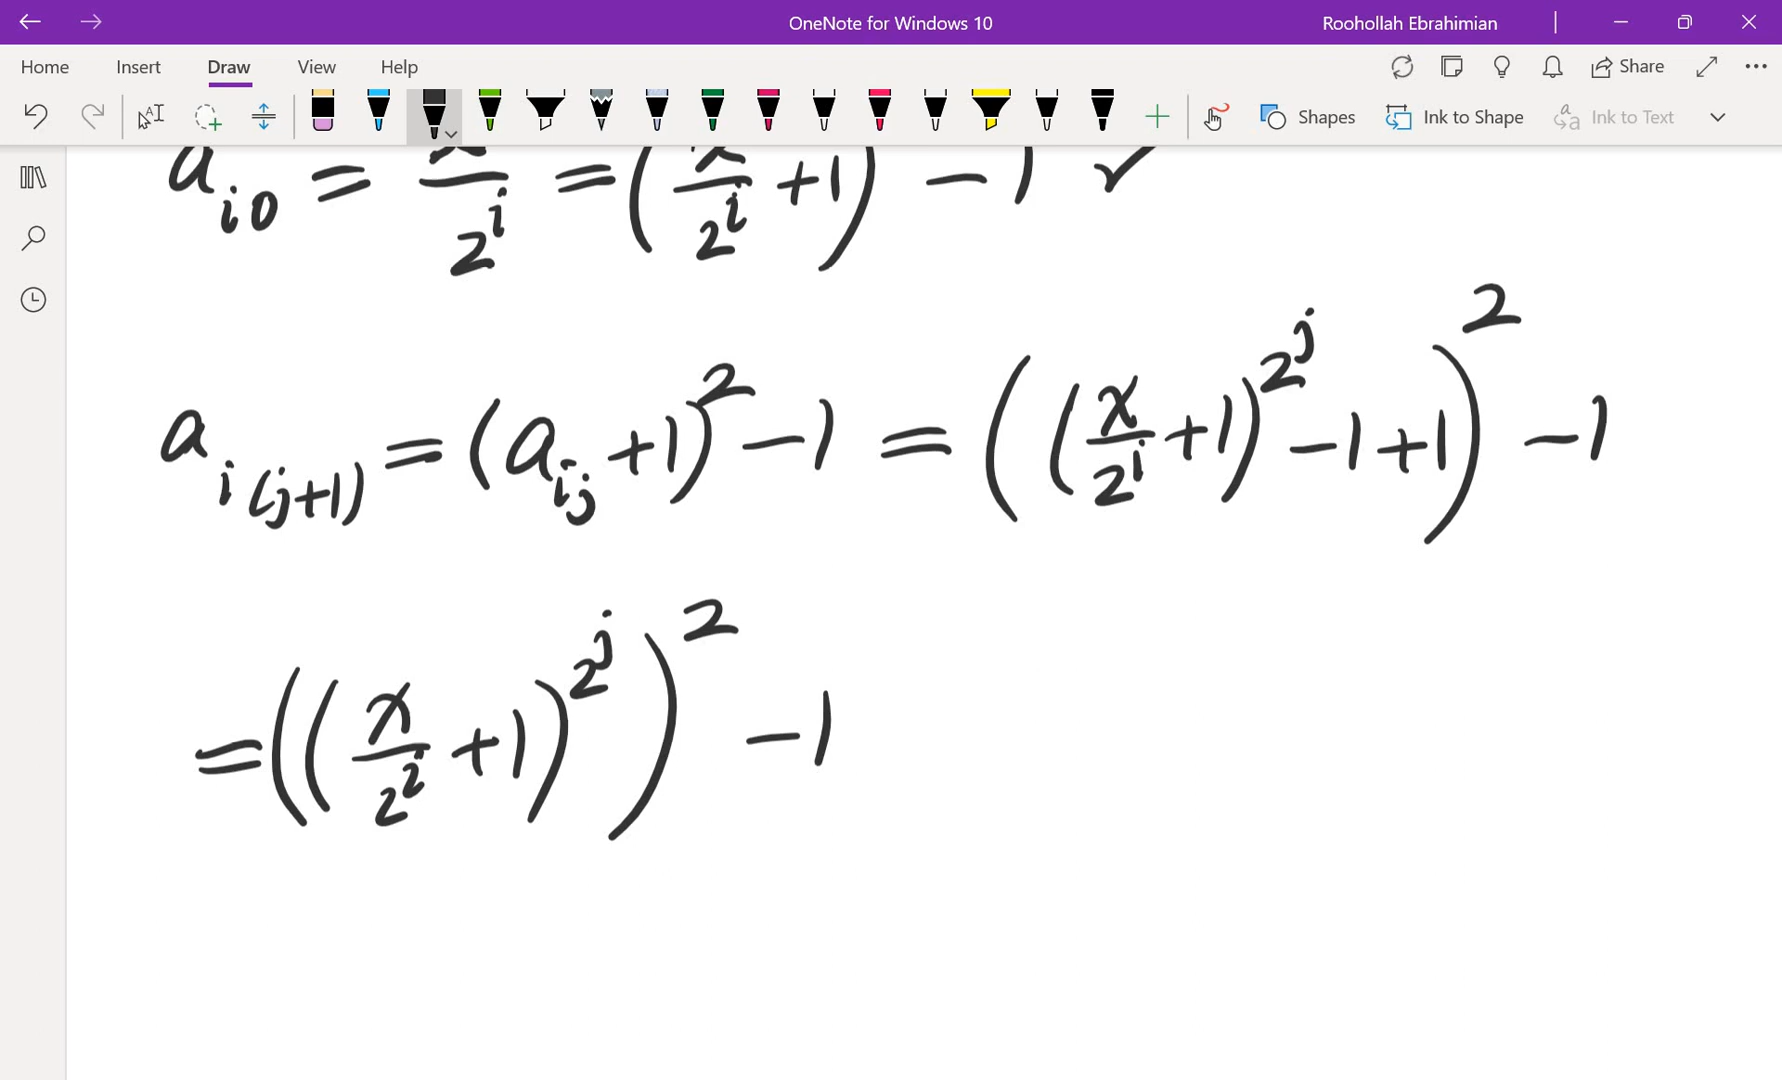 OneNote for Windows 10 Roohollah Ebrahimian
Home Insert Draw View Help Share
Shapes Ink to Shape Ink to Text
a_{i0} = x/2^i = (x/2^i + 1) - 1 ✓
a_{i(j+1)} = (a_{ij} + 1)^2 - 1 = ((x/2^i + 1)^{2^j} - 1 + 1)^2 - 1
= ((x/2^i + 1)^{2^j})^2 - 1